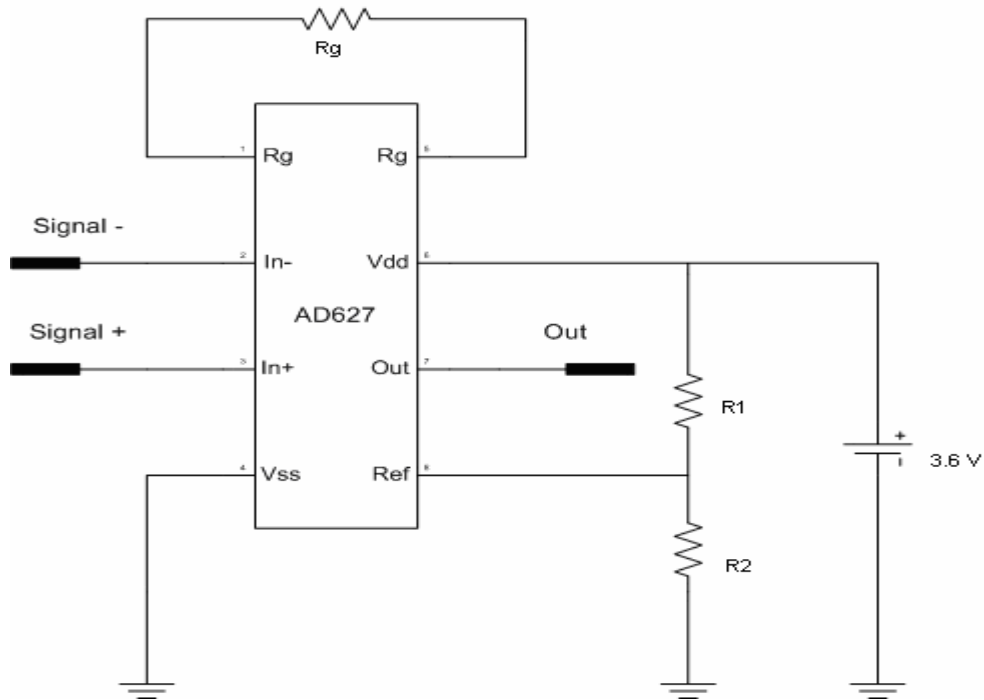 Rg
1 Rg Rg
Signal -
2 In- Vdd 6
AD627
Signal + Out
3 In+ Out 7
R1
+
4 Vss Ref 8
3.6 V
R2